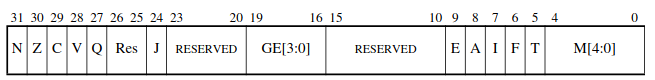 31 30 29 28 27 26 25 24 23 20 19 16 15 10 9 8 7 6 5 4 0
N Z C V Q Res J RESERVED GE[3:0] RESERVED E A I F T M[4:0]